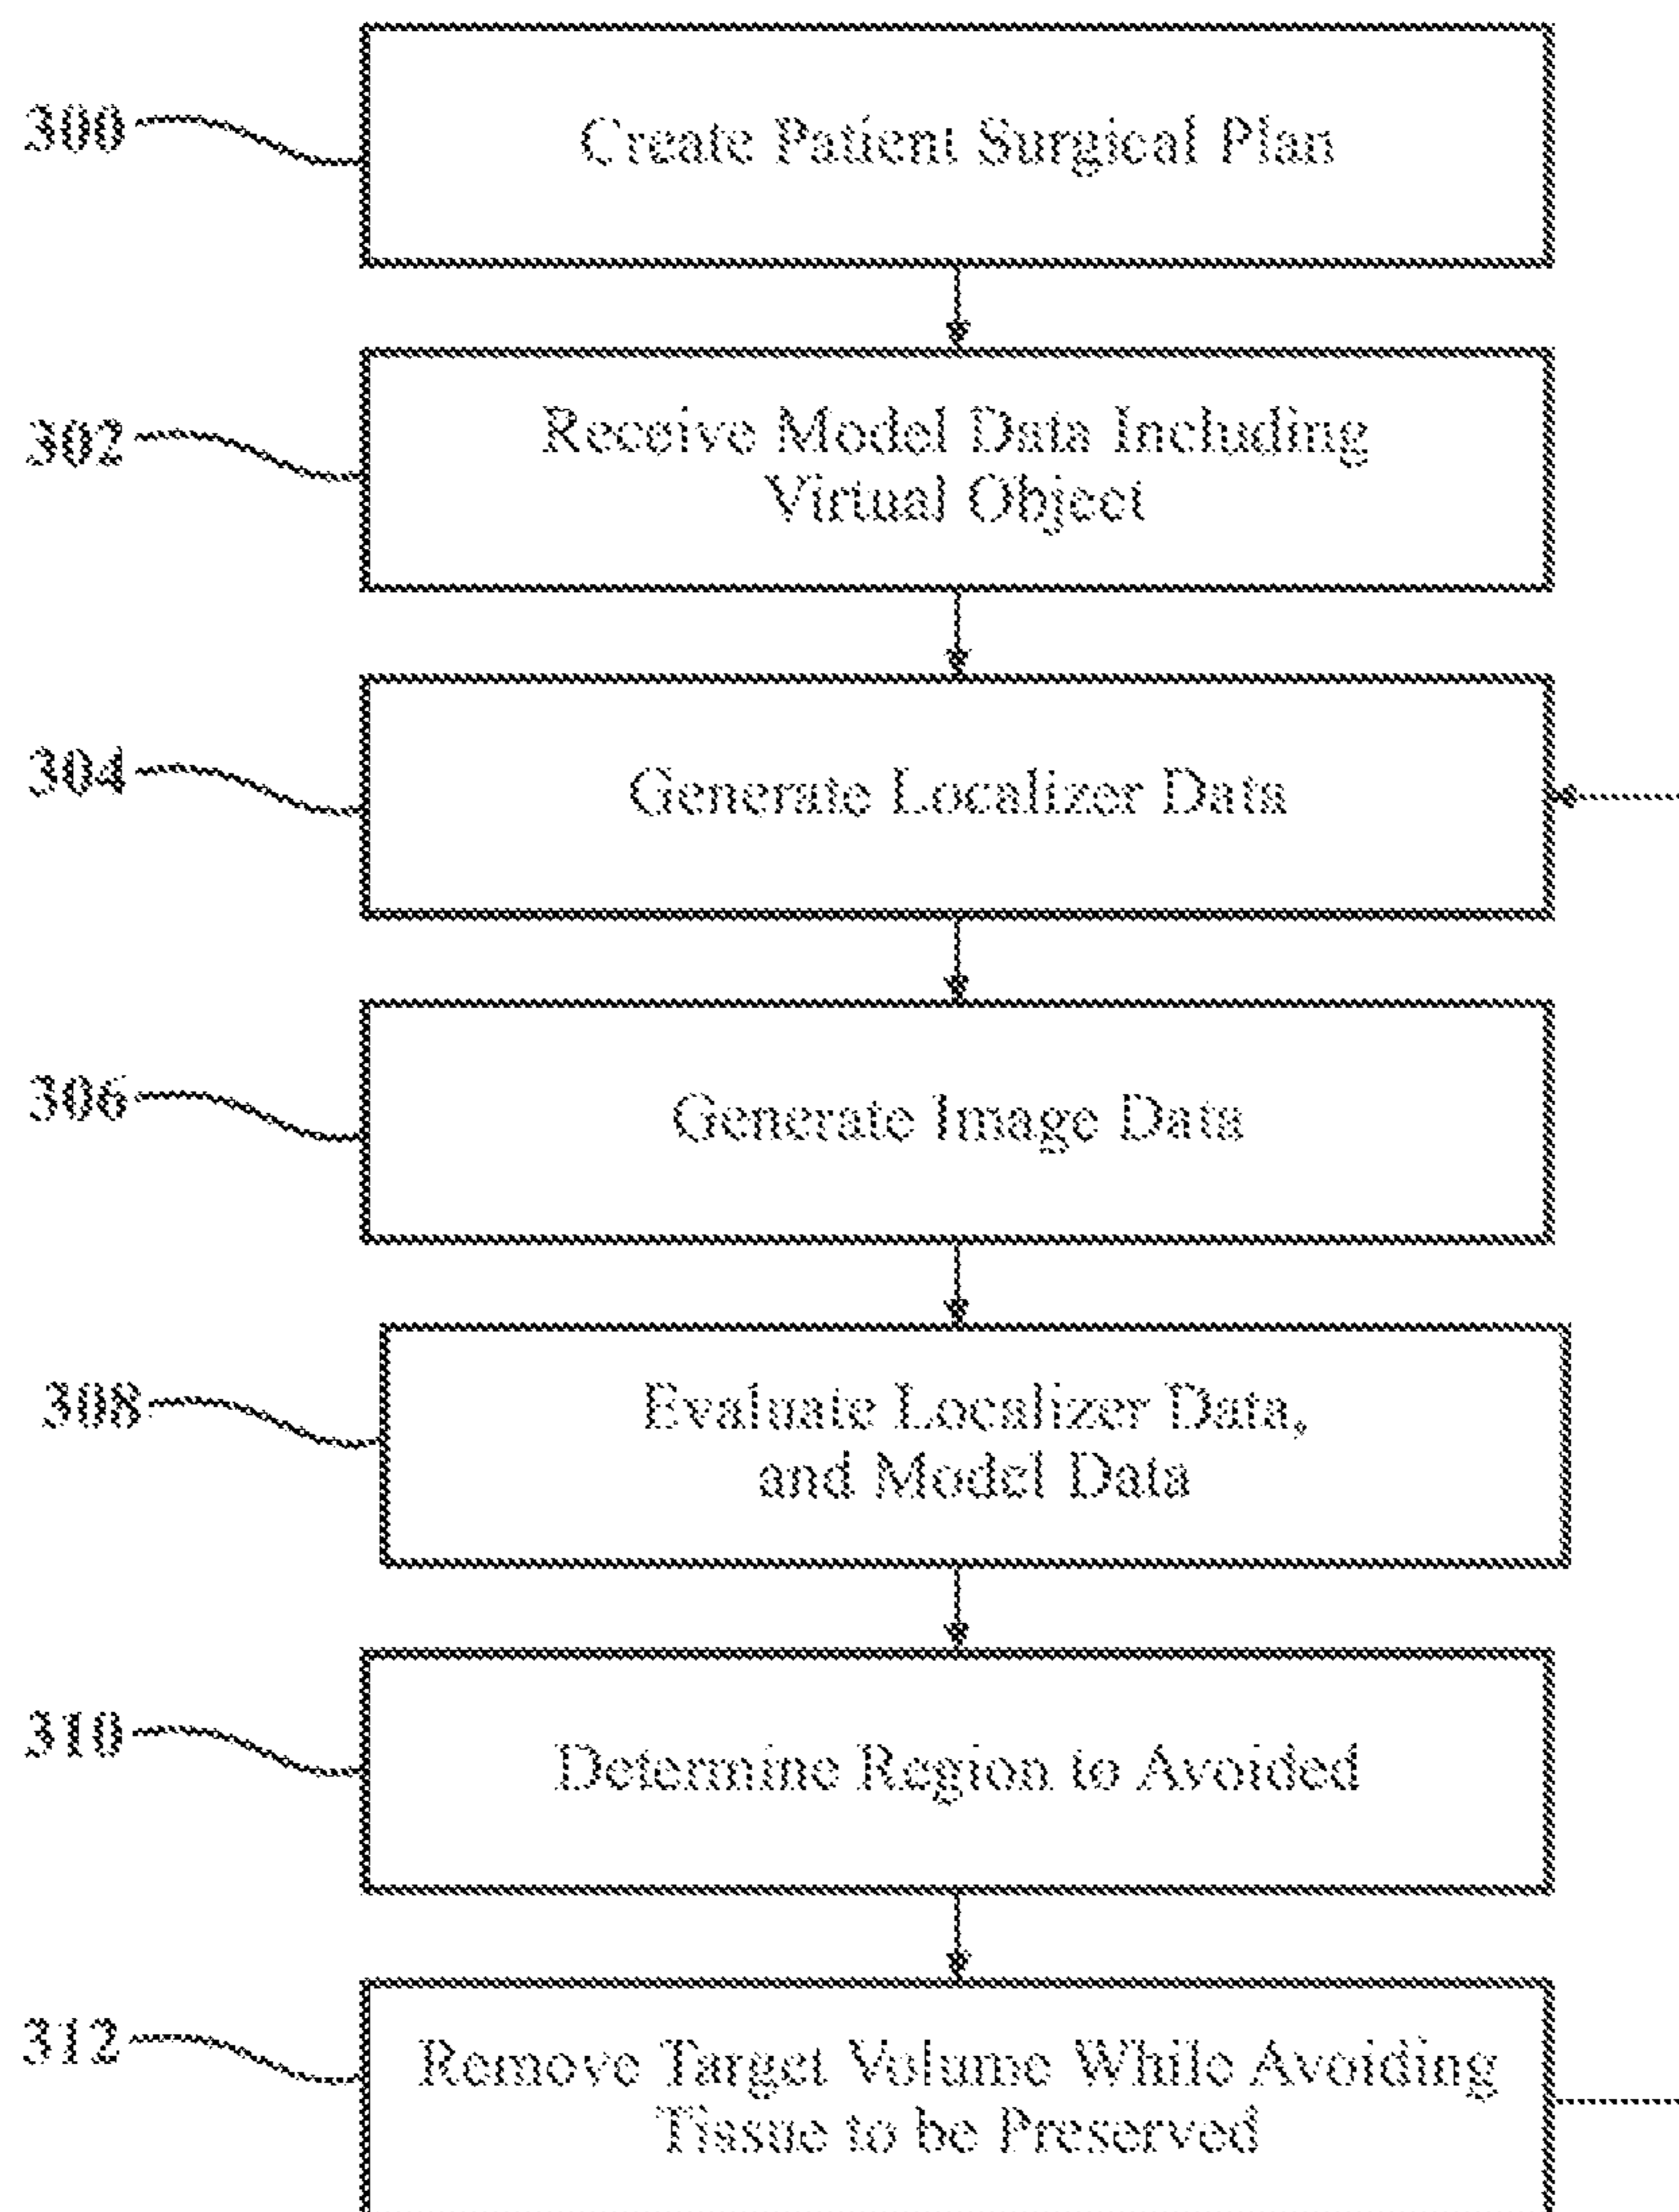 300
Create Patient Surgical Plan
302
Receive Model Data Including
Virtual Object
304
Generate Localizer Data
306
Generate Image Data
308
Evaluate Localizer Data,
and Model Data
310
Determine Region to Avoided
312
Remove Target Volume While Avoiding
Tissue to be Preserved